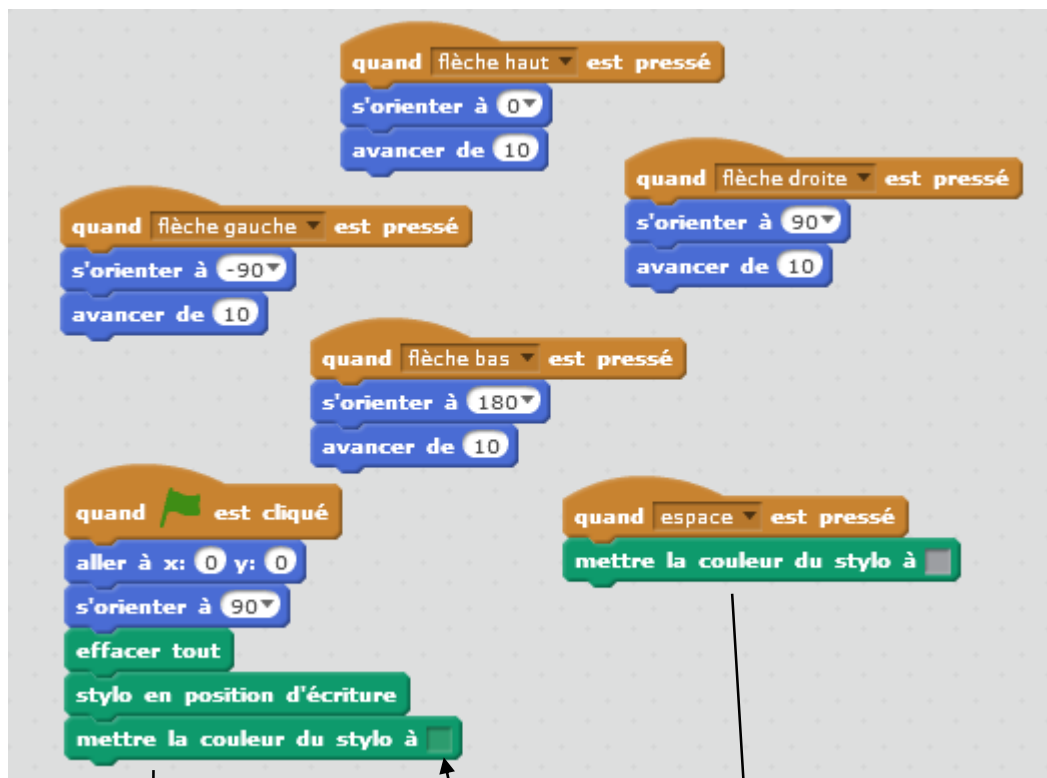 quand flèche haut est pressé
s'orienter à 0
avancer de 10
quand flèche droite est pressé
s'orienter à 90
avancer de 10
quand flèche gauche est pressé
s'orienter à -90
avancer de 10
quand flèche bas est pressé
s'orienter à 180
avancer de 10
quand est cliqué
aller à x: 0 y: 0
s'orienter à 90
effacer tout
stylo en position d'écriture
mettre la couleur du stylo à
quand espace est pressé
mettre la couleur du stylo à